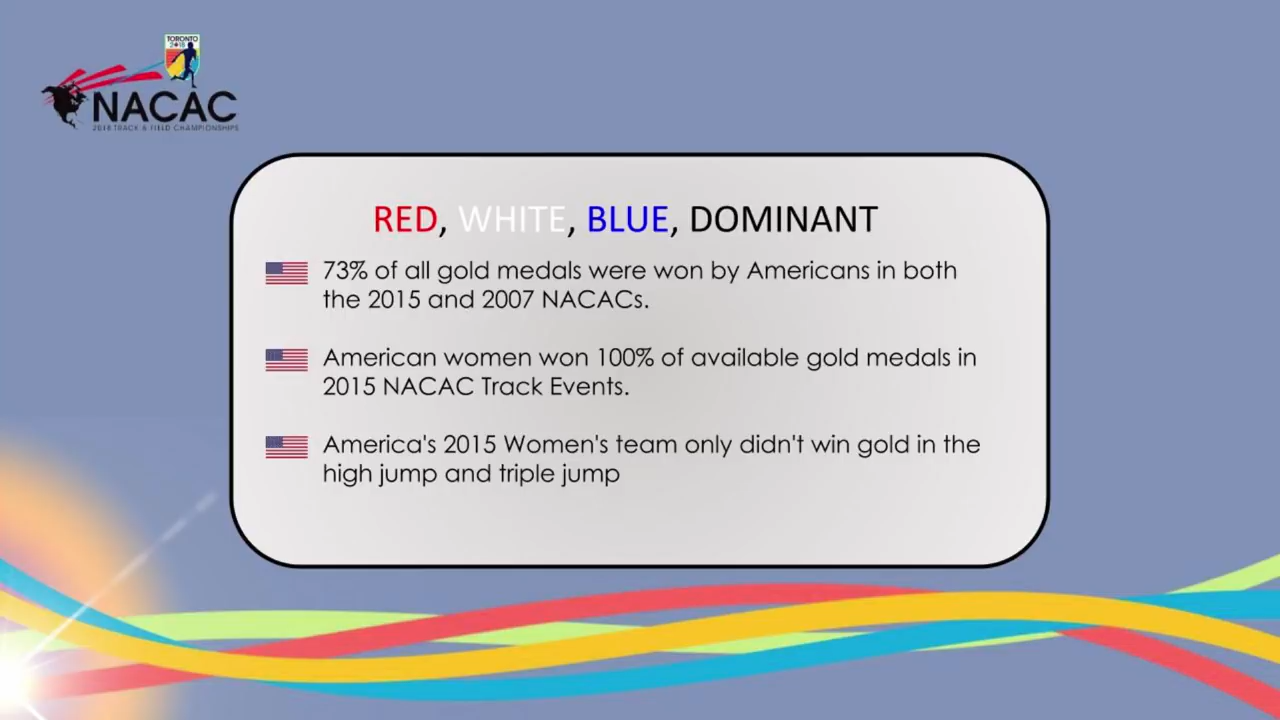 TORONTO
2018
NACAC
2018 TRACK & FIELD CHAMPIONSHIPS
RED, WHITE, BLUE, DOMINANT
73% of all gold medals were won by Americans in both
the 2015 and 2007 NACACs.
American women won 100% of available gold medals in
2015 NACAC Track Events.
America's 2015 Women's team only didn't win gold in the
high jump and triple jump